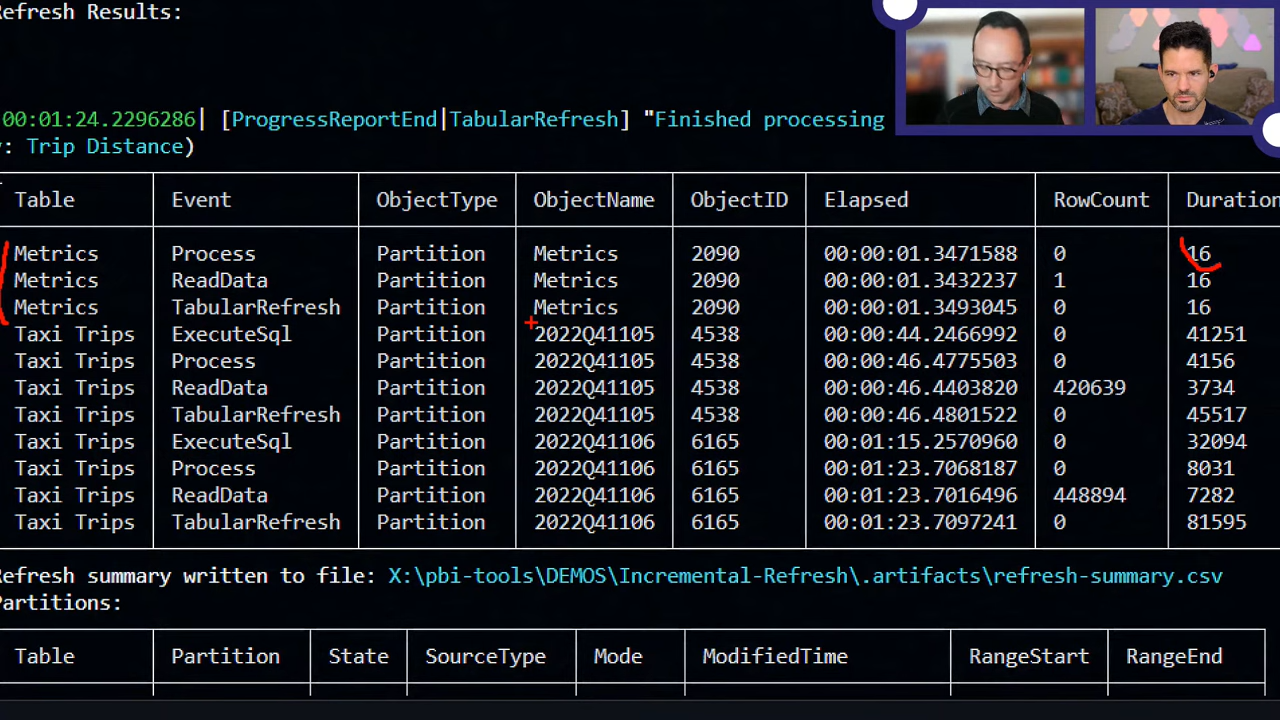 Refresh Results:
00:01:24.2296286| [ProgressReportEnd|TabularRefresh] "Finished processing
: Trip Distance)
Table Event ObjectType ObjectName ObjectID Elapsed RowCount Duration
Metrics Process Partition Metrics 2090 00:00:01.3471588 0 16
Metrics ReadData Partition Metrics 2090 00:00:01.3432237 1 16
Metrics TabularRefresh Partition Metrics 2090 00:00:01.3493045 0 16
Taxi Trips ExecuteSql Partition 2022Q41105 4538 00:00:44.2466992 0 41251
Taxi Trips Process Partition 2022Q41105 4538 00:00:46.4775503 0 4156
Taxi Trips ReadData Partition 2022Q41105 4538 00:00:46.4403820 420639 3734
Taxi Trips TabularRefresh Partition 2022Q41105 4538 00:00:46.4801522 0 45517
Taxi Trips ExecuteSql Partition 2022Q41106 6165 00:01:15.2570960 0 32094
Taxi Trips Process Partition 2022Q41106 6165 00:01:23.7068187 0 8031
Taxi Trips ReadData Partition 2022Q41106 6165 00:01:23.7016496 448894 7282
Taxi Trips TabularRefresh Partition 2022Q41106 6165 00:01:23.7097241 0 81595
Refresh summary written to file: X:\pbi-tools\DEMOS\Incremental-Refresh\.artifacts\refresh-summary.csv
Partitions:
Table Partition State SourceType Mode ModifiedTime RangeStart RangeEnd